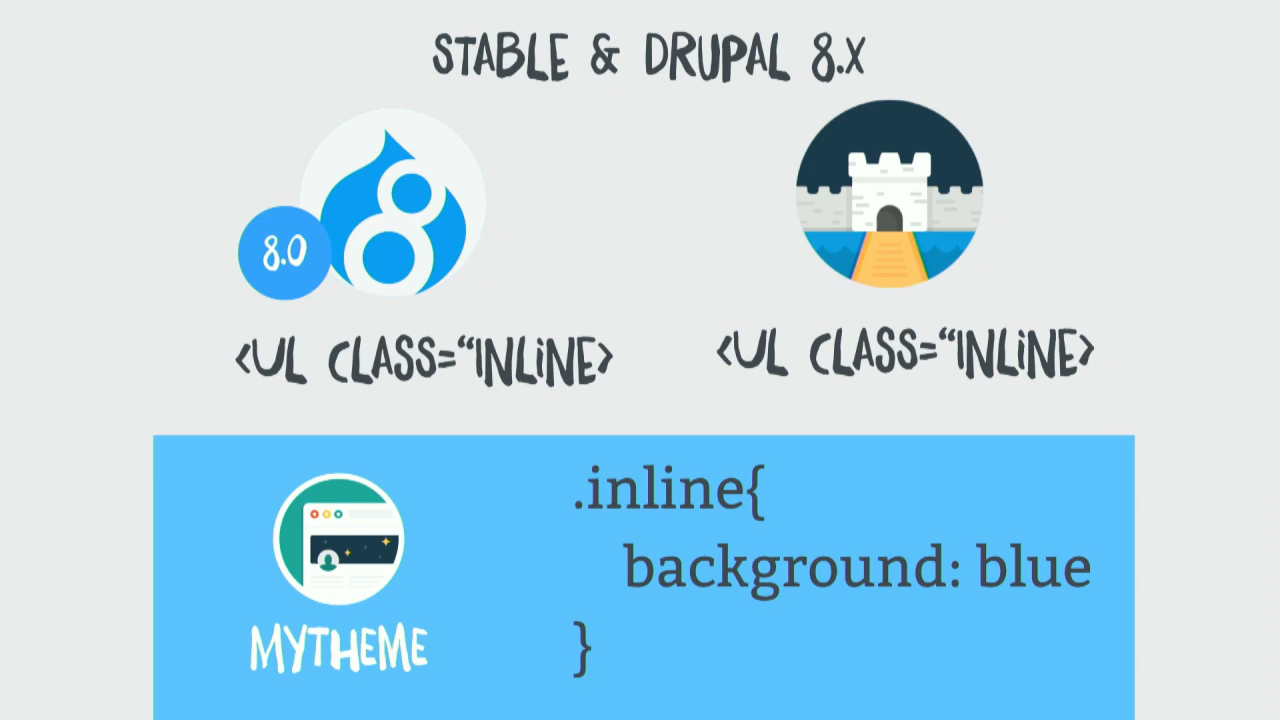 STABLE & DRUPAL 8.X
8.0
<UL CLASS=“INLINE>
<UL CLASS=“INLINE>
MYTHEME
.inline{
background: blue
}